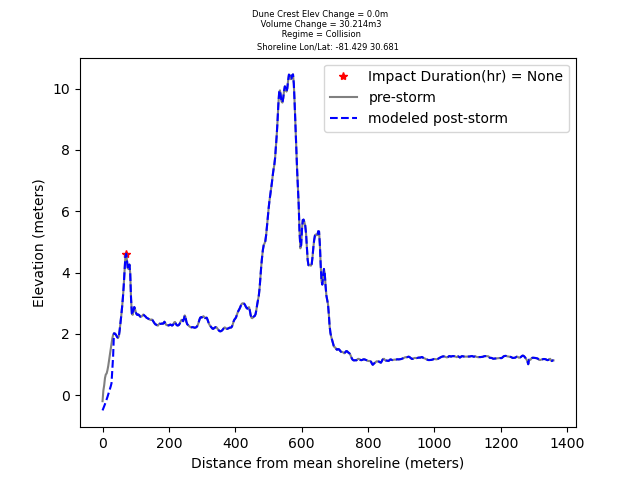 Dune Crest Elev Change = 0.0m
Volume Change = 30.214m3
Regime = Collision
Shoreline Lon/Lat: -81.429 30.681
Impact Duration(hr) = None
pre-storm
modeled post-storm
Elevation (meters)
10
8
6
4
2
0
0 200 400 600 800 1000 1200 1400
Distance from mean shoreline (meters)